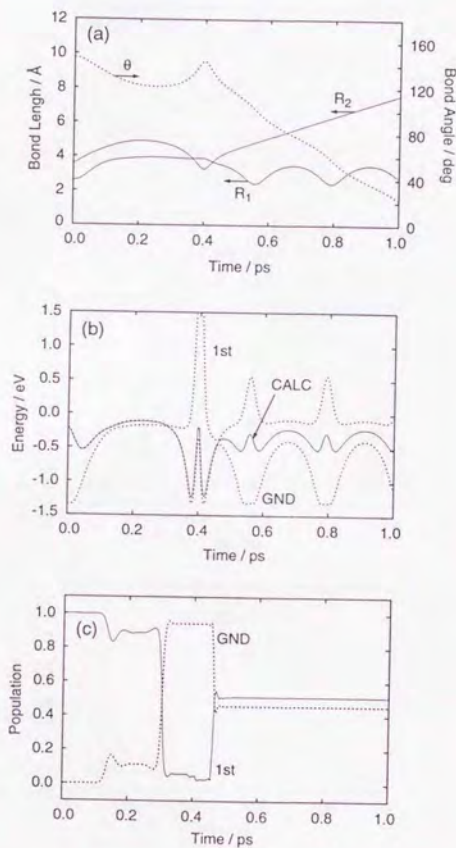 (a)
12
10
8
6
4
2
0
Bond Lengh / Å
160
120
80
40
0
Bond Angle / deg
θ
R2
R1
0.0 0.2 0.4 0.6 0.8 1.0
Time / ps
(b)
1.5
1.0
0.5
0.0
-0.5
-1.0
-1.5
Energy / eV
1st
CALC
GND
0.0 0.2 0.4 0.6 0.8 1.0
Time / ps
(c)
1.0
0.8
0.6
0.4
0.2
0.0
Population
GND
1st
0.0 0.2 0.4 0.6 0.8 1.0
Time / ps